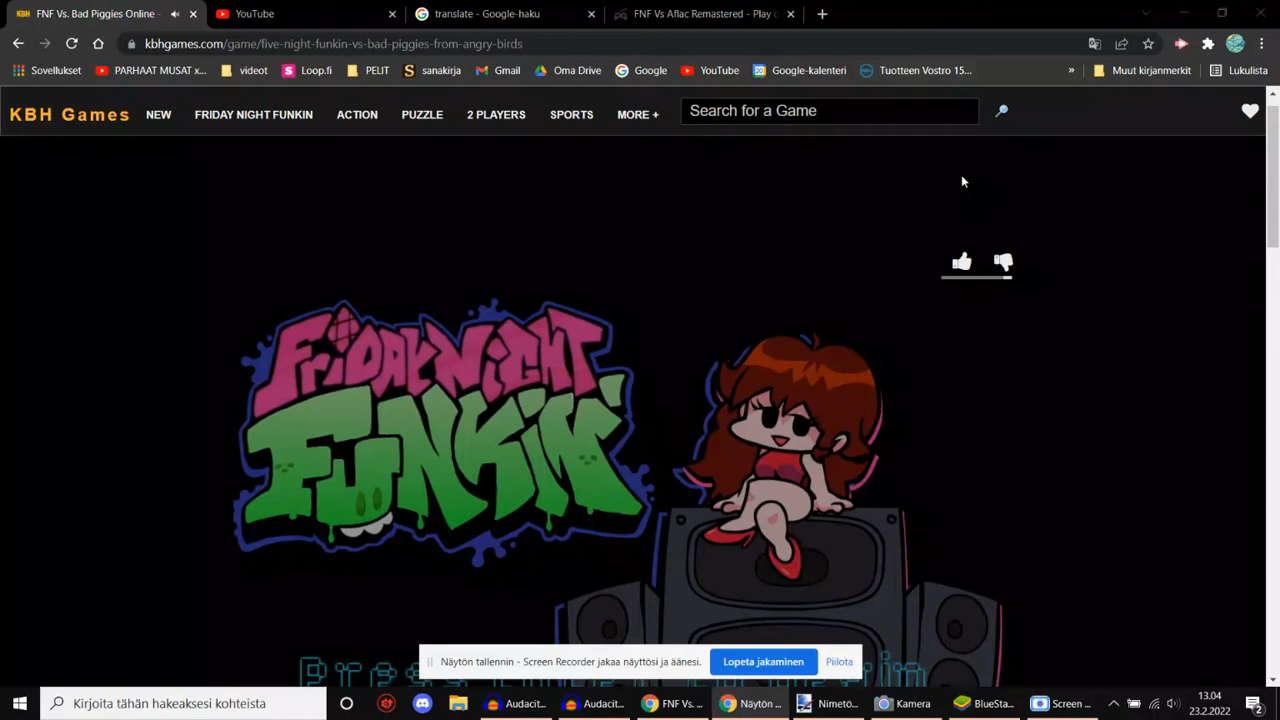 FNF Vs. Bad Piggies Online -
YouTube
translate - Google-haku
FNF Vs Aflac Remastered - Play o
kbhgames.com/game/five-night-funkin-vs-bad-piggies-from-angry-birds
Sovellukset
PARHAAT MUSAT x...
videot
Loop.fi
PELIT
sanakirja
Gmail
Oma Drive
Google
YouTube
Google-kalenteri
Tuotteen Vostro 15...
»
Muut kirjanmerkit
Lukulista
KBH Games
NEW
FRIDAY NIGHT FUNKIN
ACTION
PUZZLE
2 PLAYERS
SPORTS
MORE +
Search for a Game
FRIDAY NIGHT
FUNKIN
Näytön tallennin - Screen Recorder jakaa näyttösi ja äänesi.
Lopeta jakaminen
Piilota
Kirjoita tähän hakeaksesi kohteista
Audacit...
Audacit...
FNF Vs. ...
Näytön ...
Nimetö...
Kamera
BlueSta...
Screen ...
13.04
23.2.2022
2